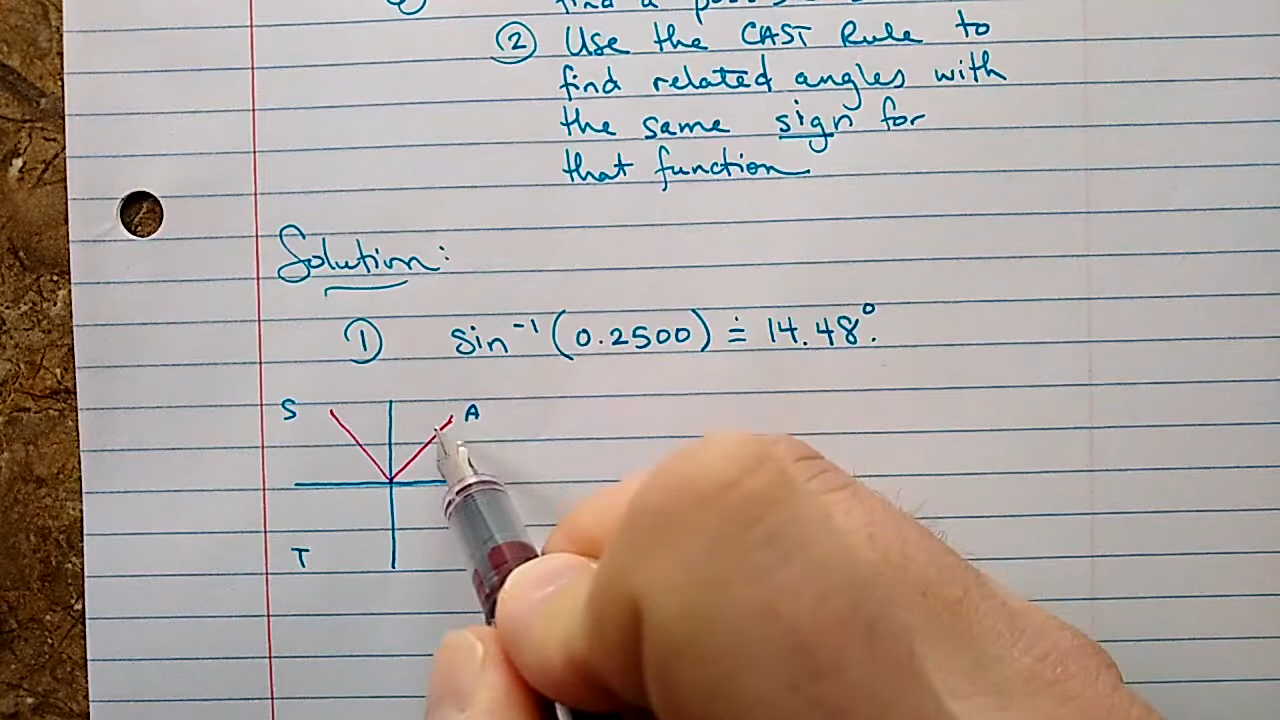 find a
② Use the CAST Rule to
find related angles with
the same sign for
that function
Solution:
① sin⁻¹(0.2500) ≐ 14.48°.
S A
T